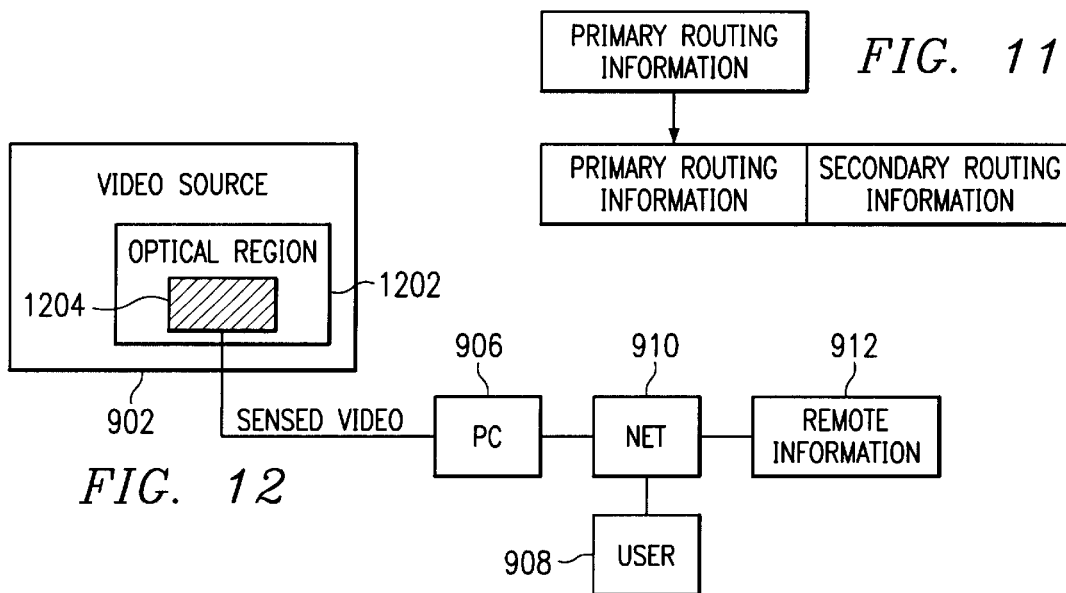 PRIMARY ROUTING
INFORMATION
FIG. 11
PRIMARY ROUTING
INFORMATION
SECONDARY ROUTING
INFORMATION
VIDEO SOURCE
OPTICAL REGION
1204
1202
902
SENSED VIDEO
906
PC
910
NET
912
REMOTE
INFORMATION
908
USER
FIG. 12